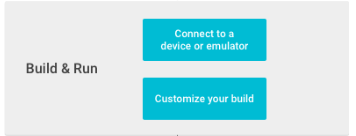 Connect to a
device or emulator
Build & Run
Customize your build